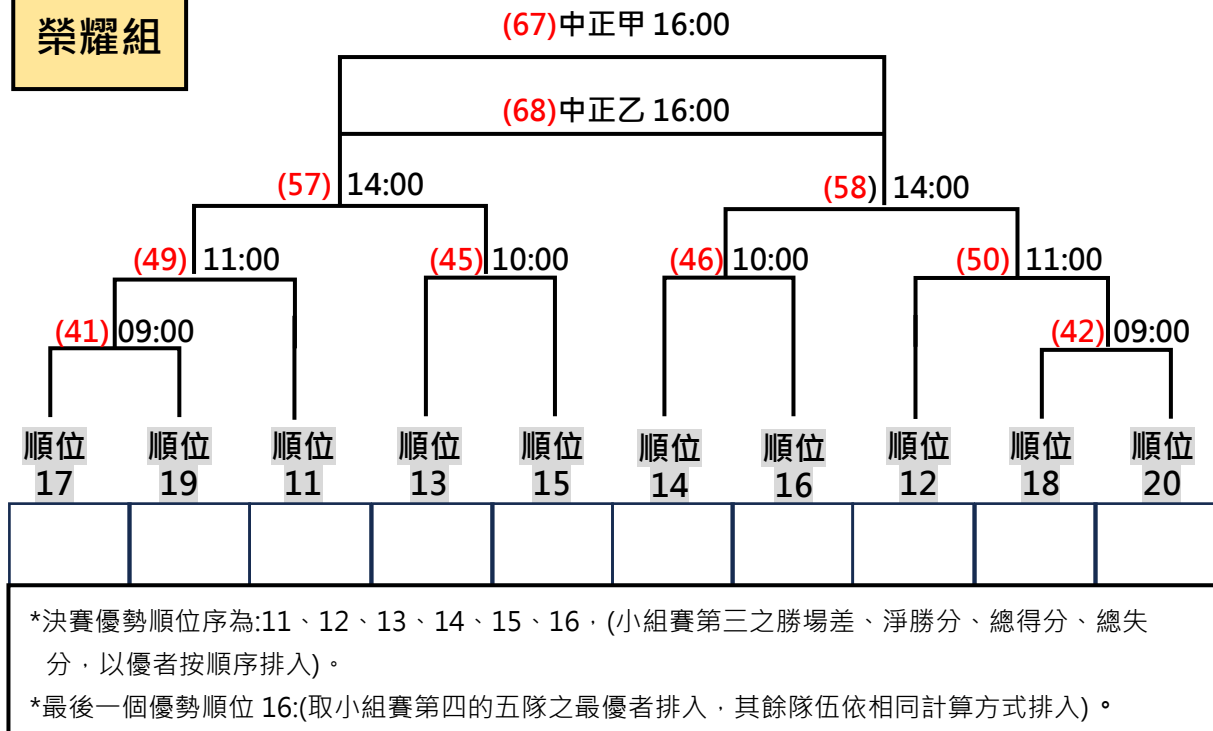 榮耀組
(67)中正甲 16:00
(68)中正乙 16:00
(57) 14:00
(58) 14:00
(49) 11:00
(45) 10:00
(46) 10:00
(50) 11:00
(41) 09:00
(42) 09:00
順位 順位 順位 順位 順位 順位 順位 順位 順位 順位
17 19 11 13 15 14 16 12 18 20
*決賽優勢順位序為:11、12、13、14、15、16，(小組賽第三之勝場差、淨勝分、總得分、總失
分，以優者按順序排入)。
*最後一個優勢順位 16:(取小組賽第四的五隊之最優者排入，其餘隊伍依相同計算方式排入)。